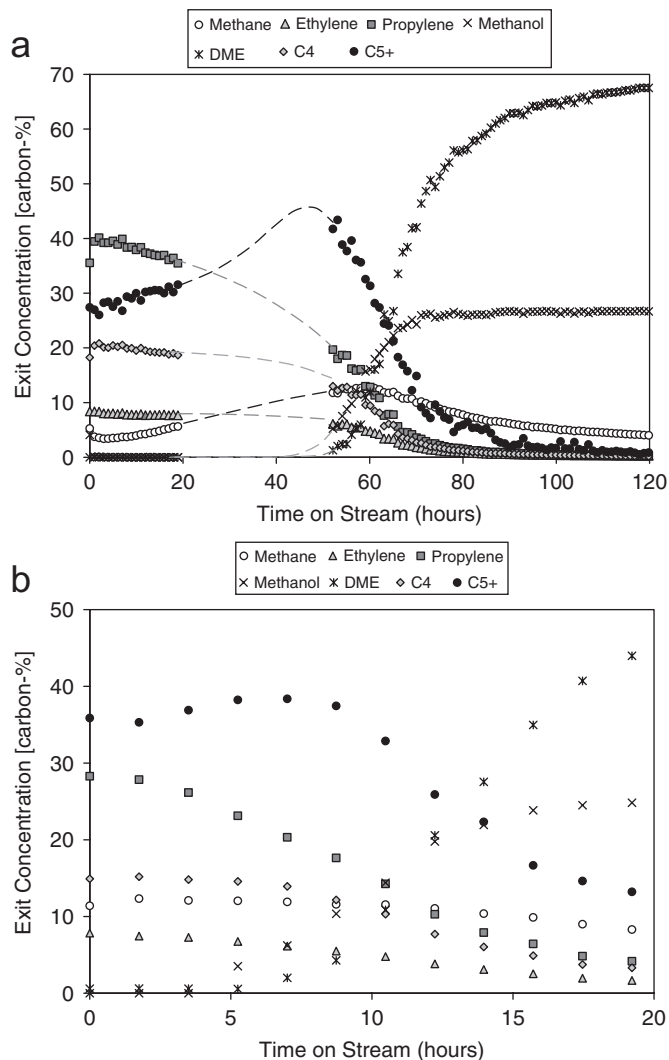 a
Methane Ethylene Propylene Methanol
DME C4 C5+
70
60
50
40
30
20
10
0
Exit Concentration [carbon-%]
0 20 40 60 80 100 120
Time on Stream (hours)
b
Methane Ethylene Propylene
Methanol DME C4 C5+
50
40
30
20
10
0
Exit Concentration [carbon-%]
0 5 10 15 20
Time on Stream (hours)